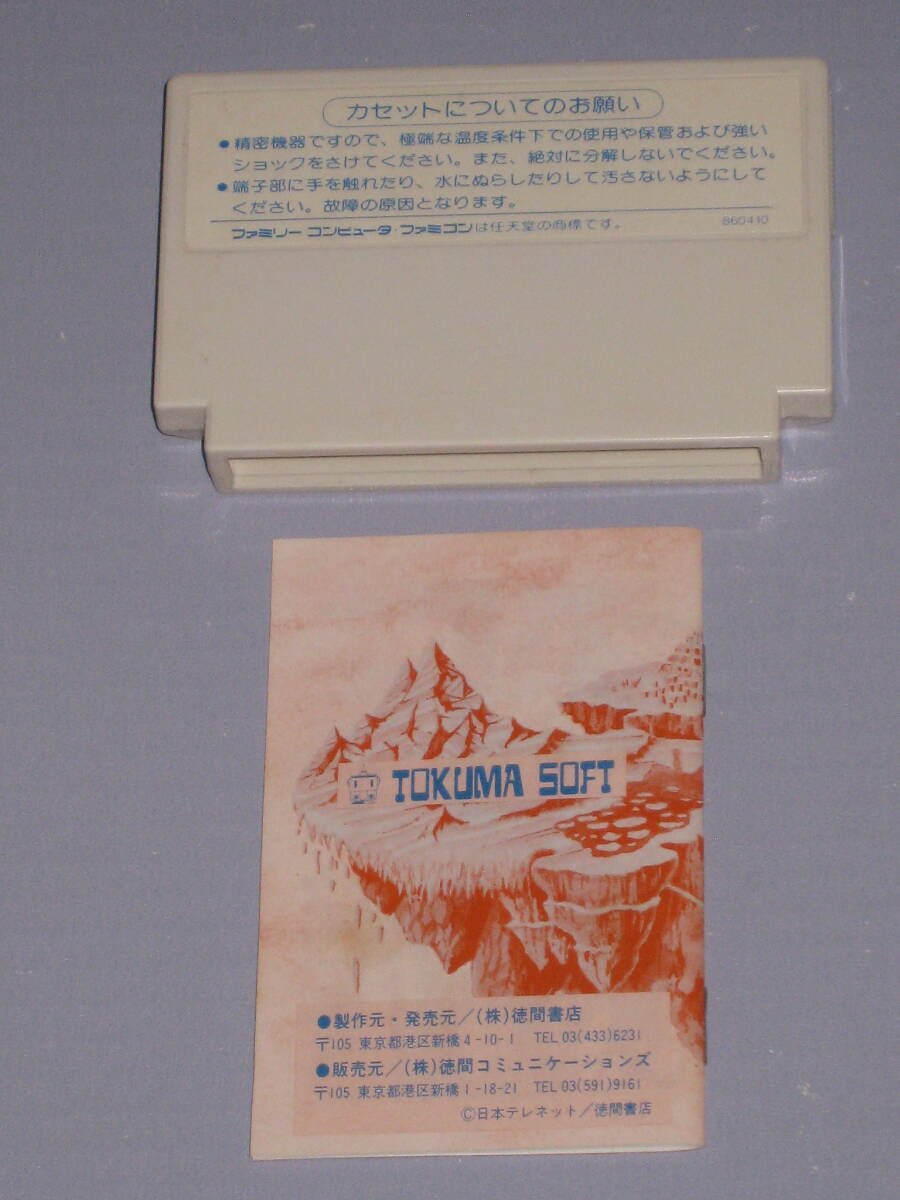 カセットについてのお願い
●精密機器ですので、極端な温度条件下での使用や保管および強い
ショックをさけてください。また、絶対に分解しないでください。
●端子部に手を触れたり、水にぬらしたりして汚さないようにして
ください。故障の原因となります。
ファミリー コンピュータ・ファミコンは任天堂の商標です。 860410
TOKUMA SOFT
●製作元・発売元/(株)徳間書店
〒105 東京都港区新橋4-10-1 TEL 03(433)6231
●販売元/(株)徳間コミュニケーションズ
〒105 東京都港区新橋1-18-21 TEL 03(591)9161
©日本テレネット/徳間書店